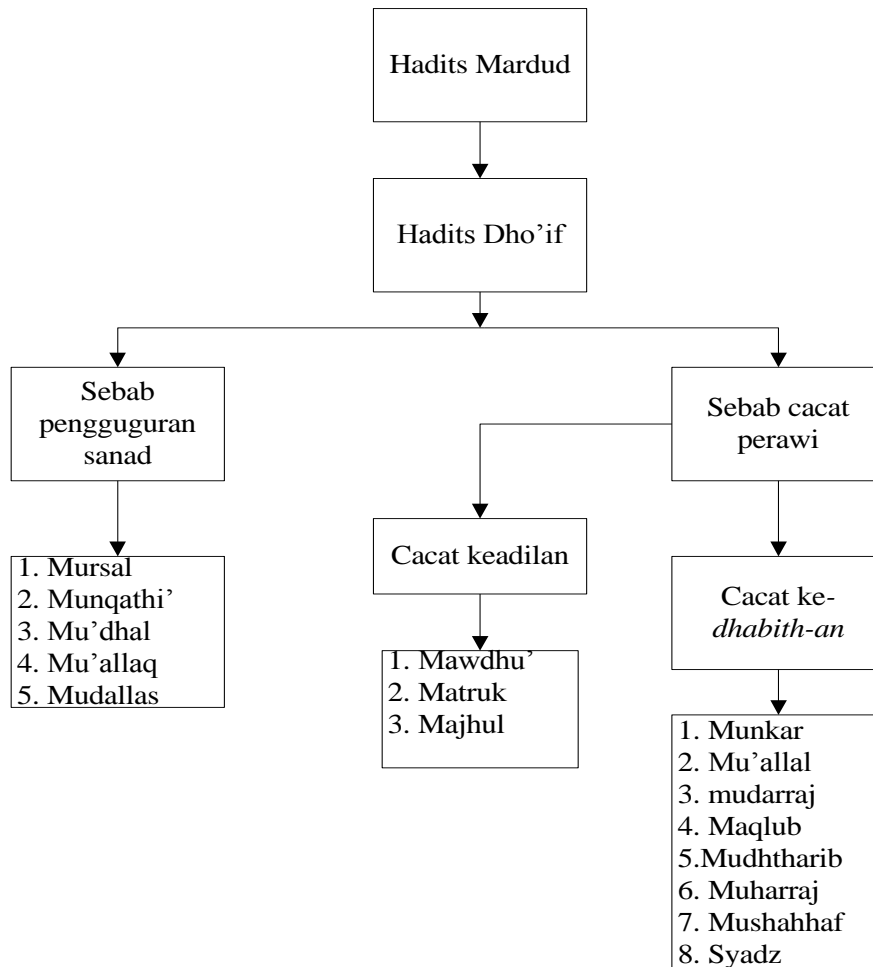 Hadits Mardud
Hadits Dho’if
Sebab
pengguguran
sanad
Sebab cacat
perawi
Cacat keadilan
Cacat ke-
dhabith-an
1. Mursal
2. Munqathi’
3. Mu’dhal
4. Mu’allaq
5. Mudallas
1. Mawdhu’
2. Matruk
3. Majhul
1. Munkar
2. Mu’allal
3. mudarraj
4. Maqlub
5.Mudhtharib
6. Muharraj
7. Mushahhaf
8. Syadz